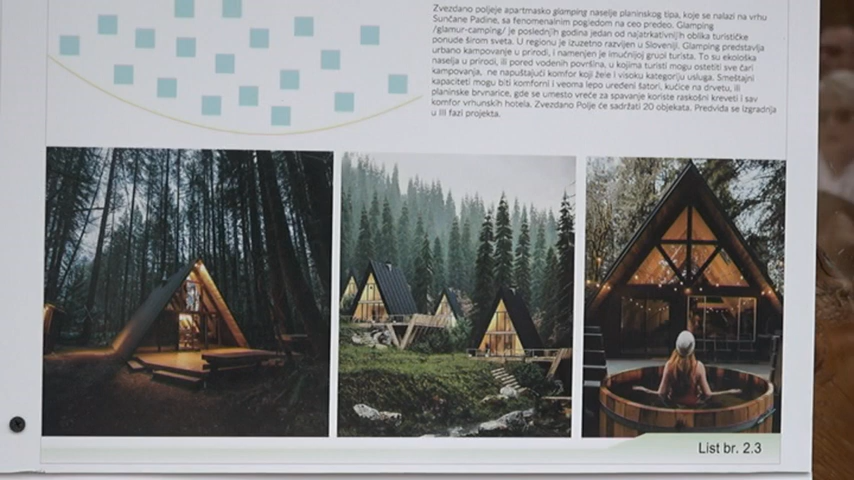 Zvezdano poljeje apartmasko glamping naselje planinskog tipa, koje se nalazi na vrhu
Sunčane Padine, sa fenomenalnim pogledom na ceo predeo. Glamping
/glamur-camping/ je poslednjih godina jedan od najatrkativnijih oblika turističke
ponude širom sveta. U regionu je izuzetno razvijen u Sloveniji. Glamping predstavlja
urbano kampovanje u prirodi, i namenjen je imućnijoj grupi turista. To su ekološka
naselja u prirodi, ili pored vodenih površina, u kojima turisti mogu ostetiti sve čari
kampovanja, ne napuštajući komfor koji žele i visoku kategoriju usluga. Smeštajni
kapaciteti mogu biti komforni i veoma lepo uređeni šatori, kućice na drvetu, ili
planinske brvnarice, gde se umesto vreće za spavanje koriste raskošni kreveti i sav
komfor vrhunskih hotela. Zvezdano Polje će sadržati 20 objekata. Predviđa se izgradnja
u III fazi projekta.
List br. 2.3